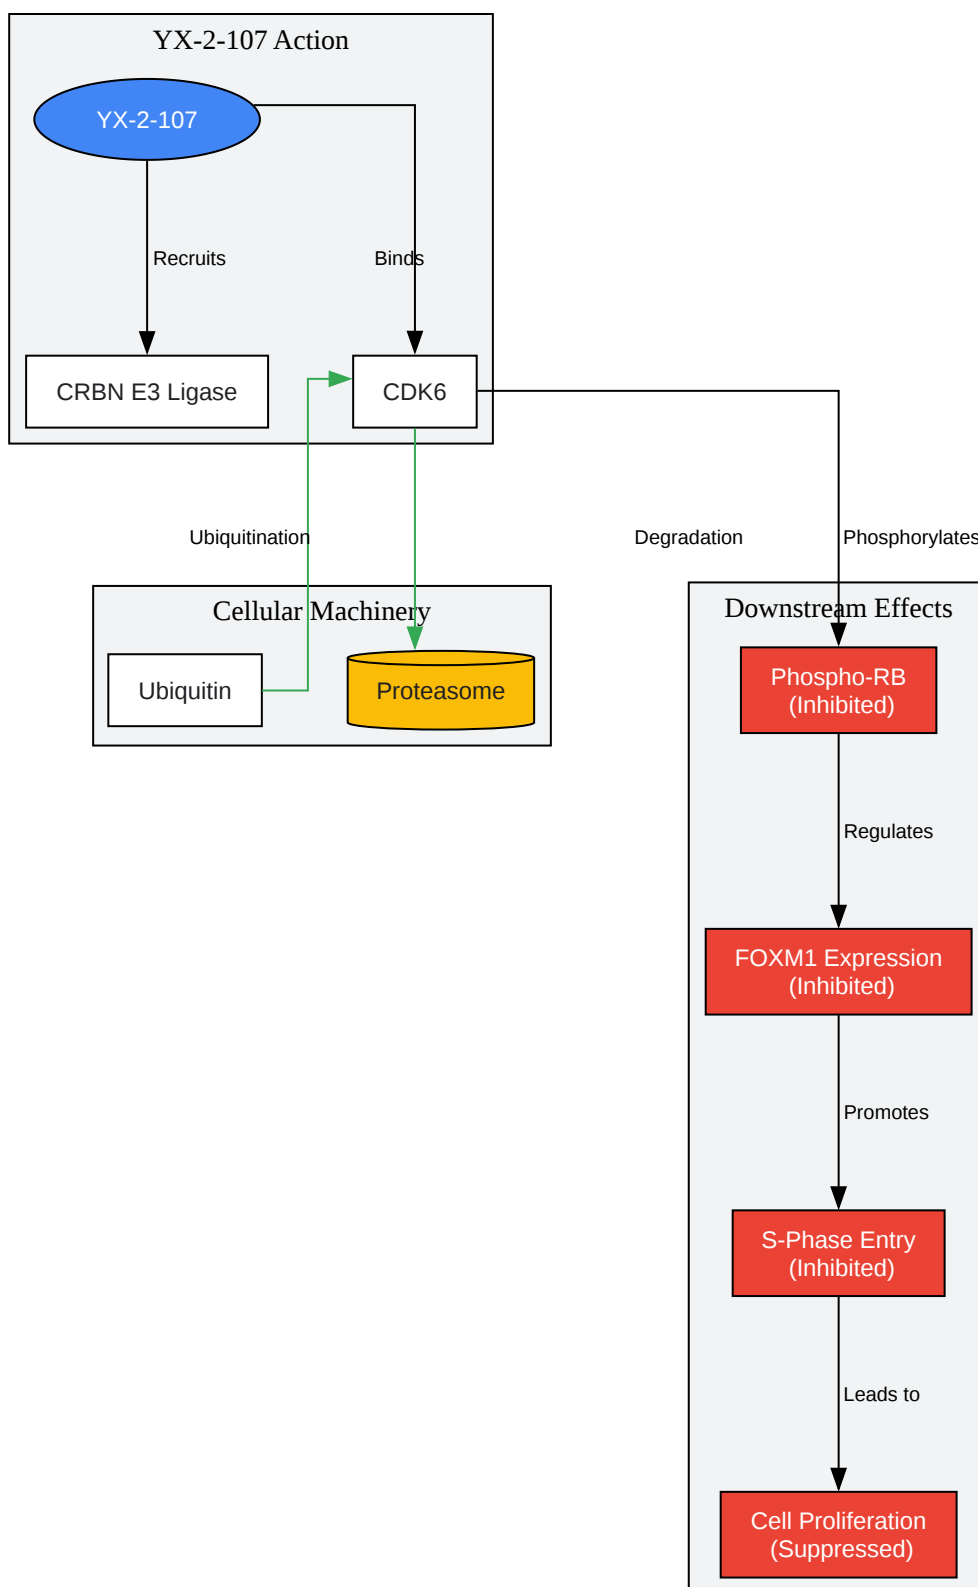 YX-2-107 Action
YX-2-107
Recruits
Binds
CRBN E3 Ligase
CDK6
Ubiquitination
Degradation
Phosphorylates
Cellular Machinery
Ubiquitin
Proteasome
Downstream Effects
Phospho-RB
(Inhibited)
Regulates
FOXM1 Expression
(Inhibited)
Promotes
S-Phase Entry
(Inhibited)
Leads to
Cell Proliferation
(Suppressed)